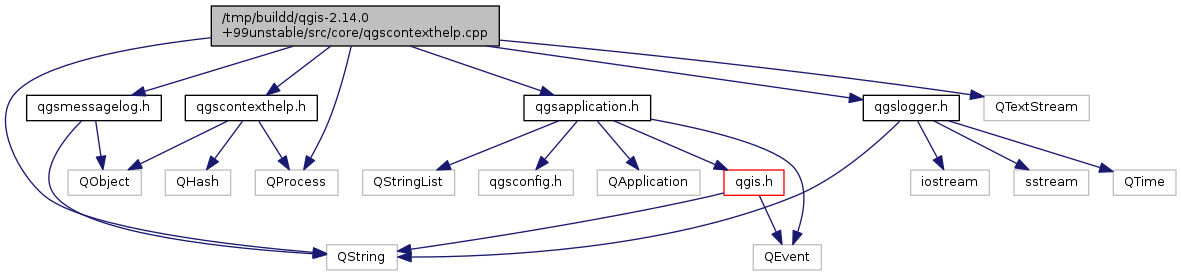 /tmp/buildd/qgis-2.14.0
+99unstable/src/core/qgscontexthelp.cpp
qgsmessagelog.h
qgscontexthelp.h
qgsapplication.h
qgslogger.h
QTextStream
QObject
QHash
QProcess
QStringList
qgsconfig.h
QApplication
qgis.h
iostream
sstream
QTime
QString
QEvent